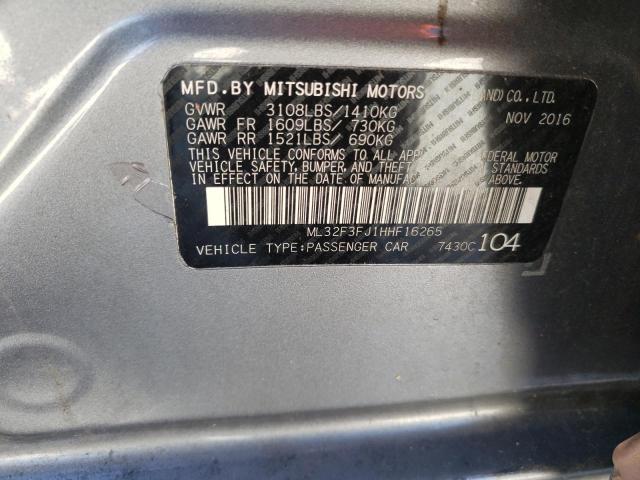 MFD.BY MITSUBISHI MOTORS AND) CO., LTD.
GVWR 3108LBS/1410KG NOV 2016
GAWR FR 1609LBS/ 730KG
GAWR RR 1521LBS/ 690KG
THIS VEHICLE CONFORMS TO ALL DERAL MOTOR
VEHICLE SAFETY, BUMPER, AND THEFT STANDARDS
IN EFFECT ON THE DATE OF MANUFAC ABOVE.
ML32F3FJ1HHF16265
VEHICLE TYPE:PASSENGER CAR 7430C 104